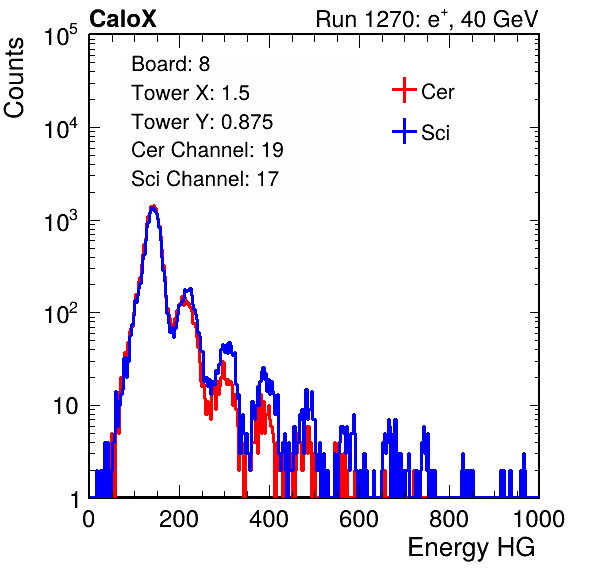 CaloX Run 1270: e⁺, 40 GeV
Counts
10⁵
10⁴
10³
10²
10
1
Board: 8
Tower X: 1.5
Tower Y: 0.875
Cer Channel: 19
Sci Channel: 17
Cer
Sci
0 200 400 600 800 1000
Energy HG